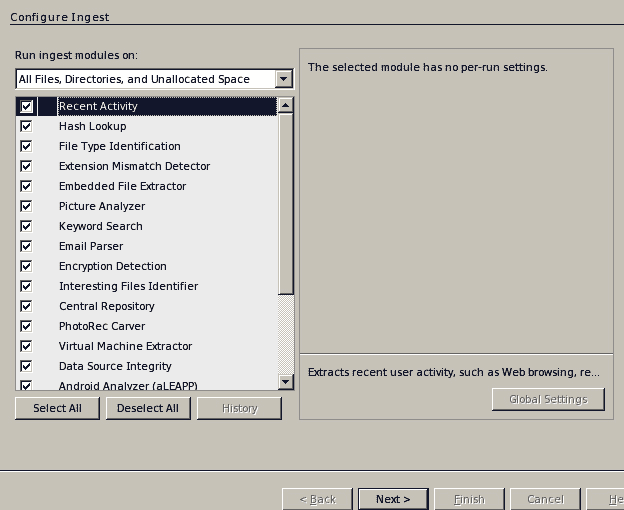 Configure Ingest
Run ingest modules on:
All Files, Directories, and Unallocated Space
The selected module has no per-run settings.
Recent Activity
Hash Lookup
File Type Identification
Extension Mismatch Detector
Embedded File Extractor
Picture Analyzer
Keyword Search
Email Parser
Encryption Detection
Interesting Files Identifier
Central Repository
PhotoRec Carver
Virtual Machine Extractor
Data Source Integrity
Android Analyzer (aLEAPP)
Extracts recent user activity, such as Web browsing, re...
Select All Deselect All History Global Settings
< Back Next > Finish Cancel He